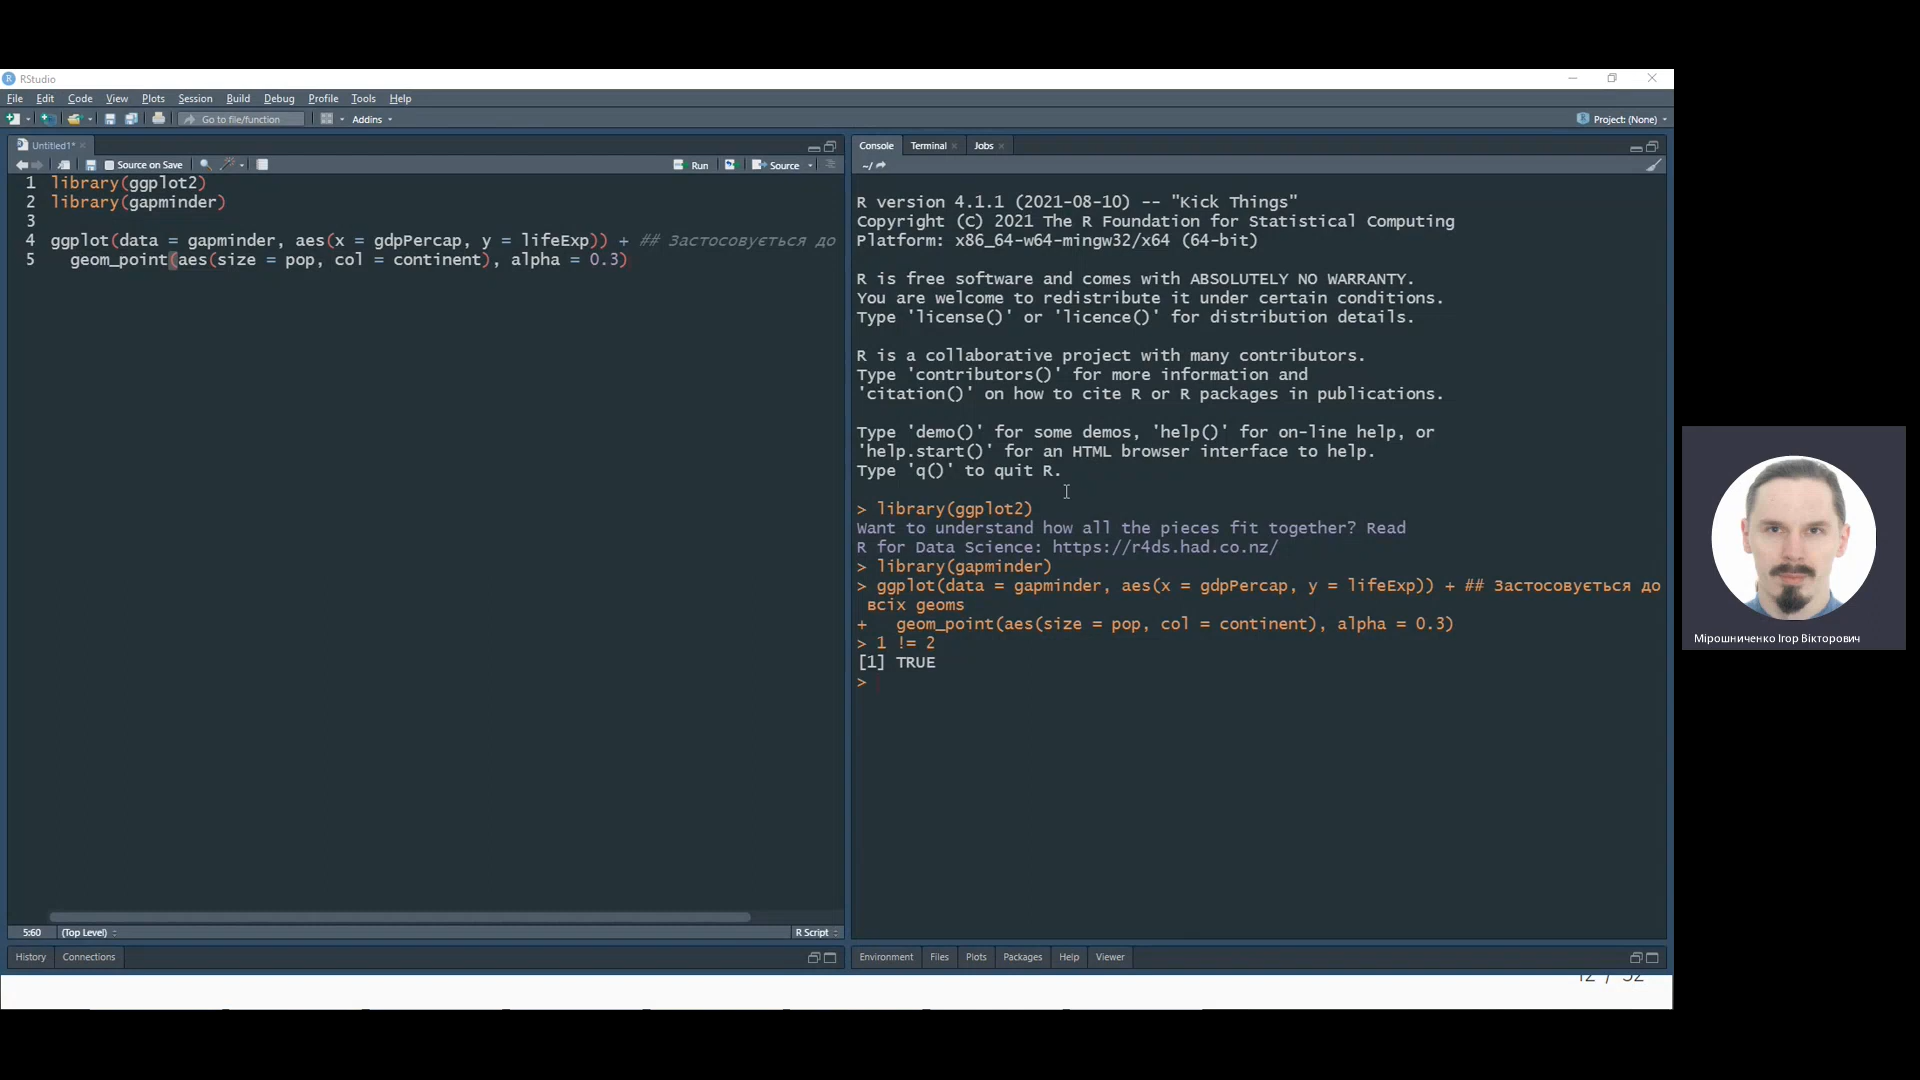 RStudio
File Edit Code View Plots Session Build Debug Profile Tools Help
Go to file/function Addins Project: (None)
Untitled1*
Source on Save Run Source
1 library(ggplot2)
2 library(gapminder)
3
4 ggplot(data = gapminder, aes(x = gdpPercap, y = lifeExp)) + ## Застосовується до
5 geom_point(aes(size = pop, col = continent), alpha = 0.3)
5:60 (Top Level) R Script
History Connections
Console Terminal Jobs
~/
R version 4.1.1 (2021-08-10) -- "Kick Things"
Copyright (C) 2021 The R Foundation for Statistical Computing
Platform: x86_64-w64-mingw32/x64 (64-bit)
R is free software and comes with ABSOLUTELY NO WARRANTY.
You are welcome to redistribute it under certain conditions.
Type 'license()' or 'licence()' for distribution details.
R is a collaborative project with many contributors.
Type 'contributors()' for more information and
'citation()' on how to cite R or R packages in publications.
Type 'demo()' for some demos, 'help()' for on-line help, or
'help.start()' for an HTML browser interface to help.
Type 'q()' to quit R.
> library(ggplot2)
Want to understand how all the pieces fit together? Read
R for Data Science: https://r4ds.had.co.nz/
> library(gapminder)
> ggplot(data = gapminder, aes(x = gdpPercap, y = lifeExp)) + ## Застосовується до
всіх geoms
+ geom_point(aes(size = pop, col = continent), alpha = 0.3)
> 1 != 2
[1] TRUE
>
Environment Files Plots Packages Help Viewer
12 / 52
Мірошниченко Ігор Вікторович